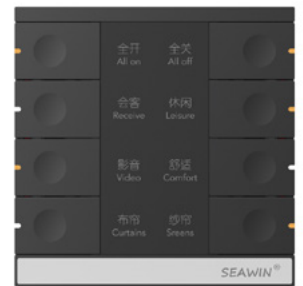 全开 全关
All on All off
会客 休闲
Receive Leisure
影音 舒适
Video Comfort
布帘 纱帘
Curtains Sreens
SEAWIN®